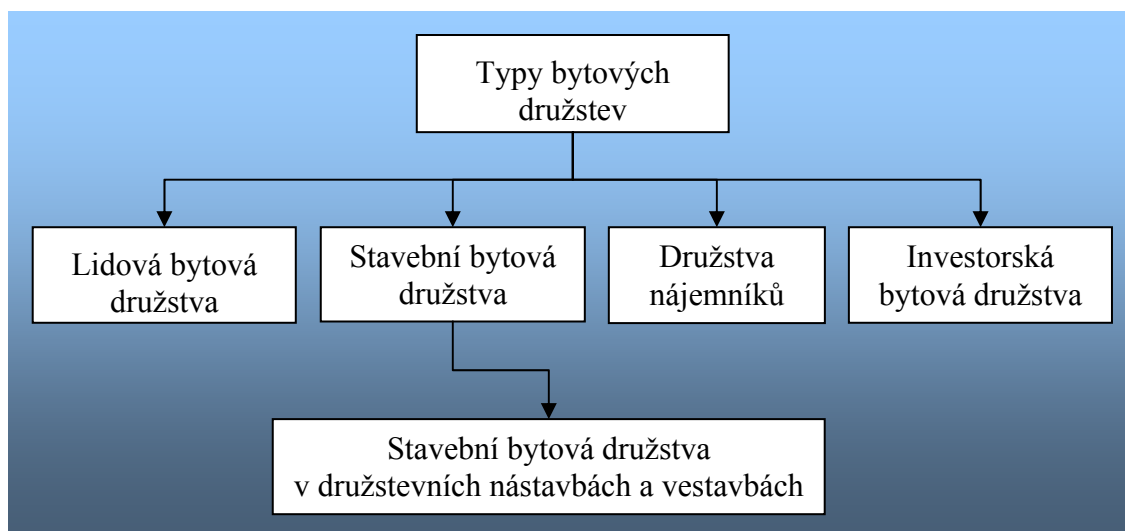 Typy bytových
družstev
Lidová bytová
družstva
Stavební bytová
družstva
Družstva
nájemníků
Investorská
bytová družstva
Stavební bytová družstva
v družstevních nástavbách a vestavbách